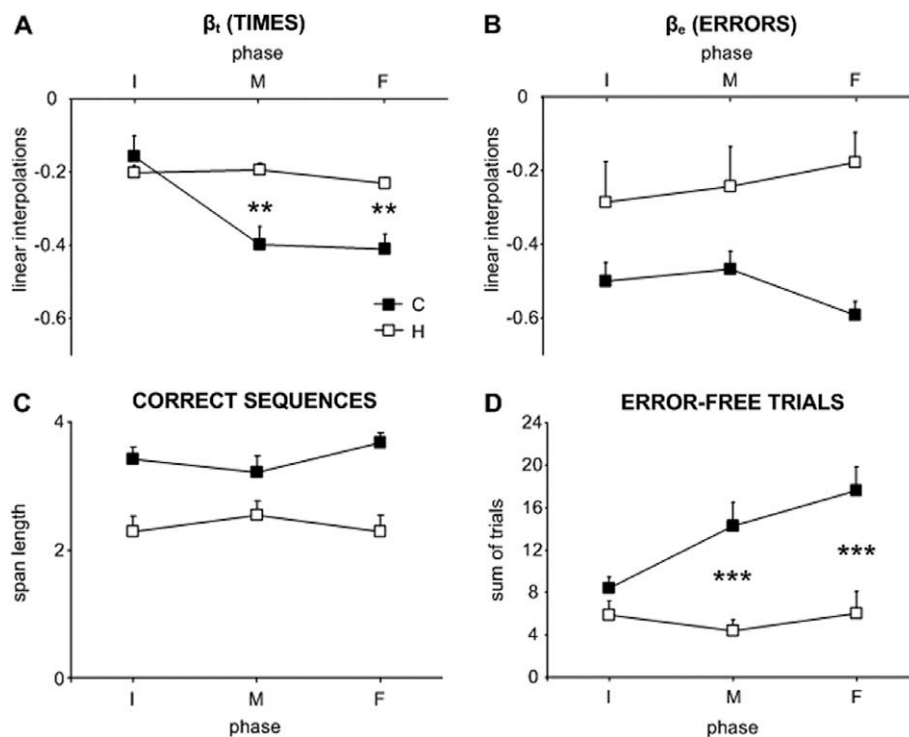 A
βt (TIMES)
phase
I M F
0
-0.2
-0.4
-0.6
linear interpolations
** **
C
H
B
βe (ERRORS)
phase
I M F
0
-0.2
-0.4
-0.6
linear interpolations
C
CORRECT SEQUENCES
4
2
0
span length
I M F
phase
D
ERROR-FREE TRIALS
24
20
16
12
8
4
0
sum of trials
*** ***
I M F
phase